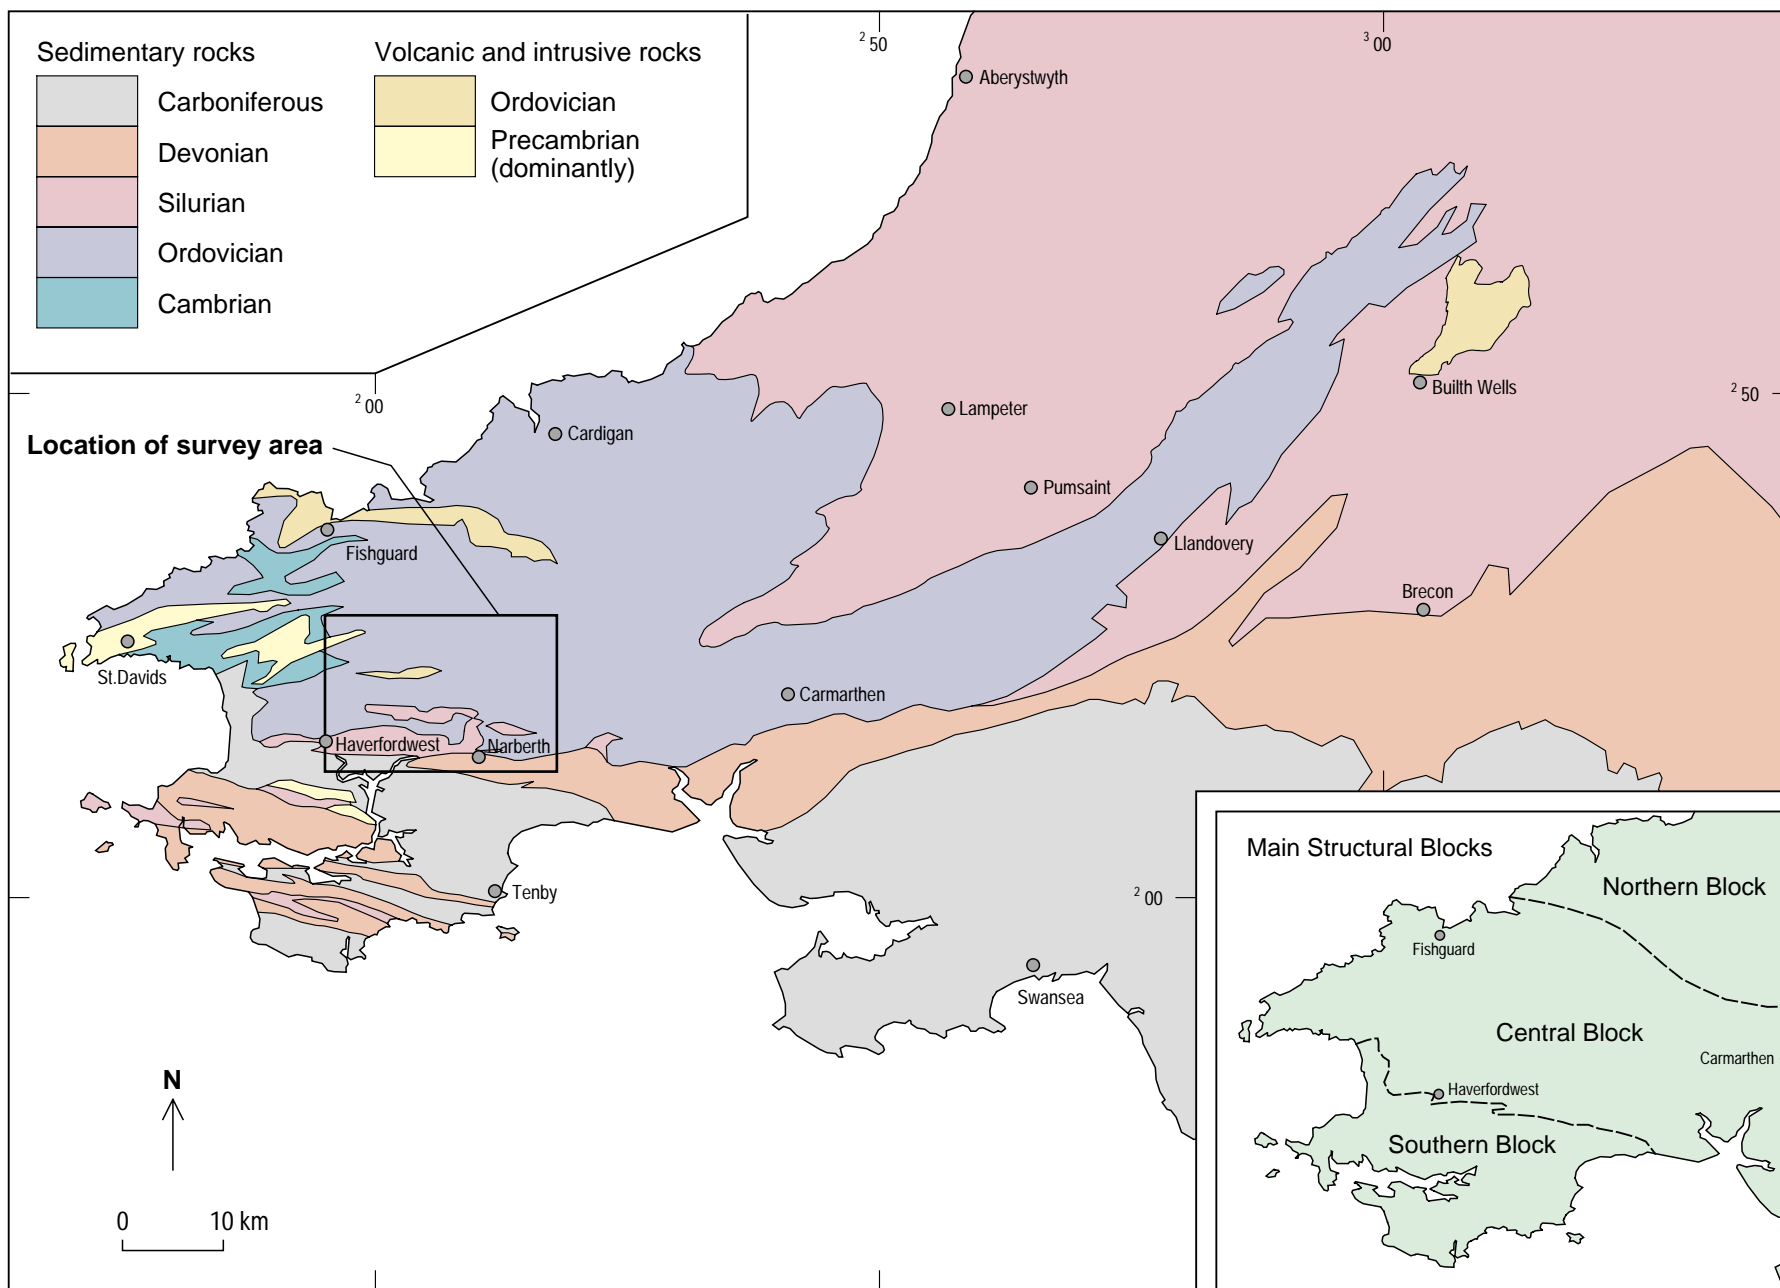 Sedimentary rocks
Carboniferous
Devonian
Silurian
Ordovician
Cambrian
Volcanic and intrusive rocks
Ordovician
Precambrian
(dominantly)
2 50
3 00
Aberystwyth
2 00
Builth Wells
2 50
Lampeter
Cardigan
Location of survey area
Pumsaint
Fishguard
Llandovery
Brecon
St.Davids
Carmarthen
Haverfordwest
Narberth
Tenby
2 00
Swansea
N
0 10 km
Main Structural Blocks
Northern Block
Fishguard
Central Block
Carmarthen
Haverfordwest
Southern Block